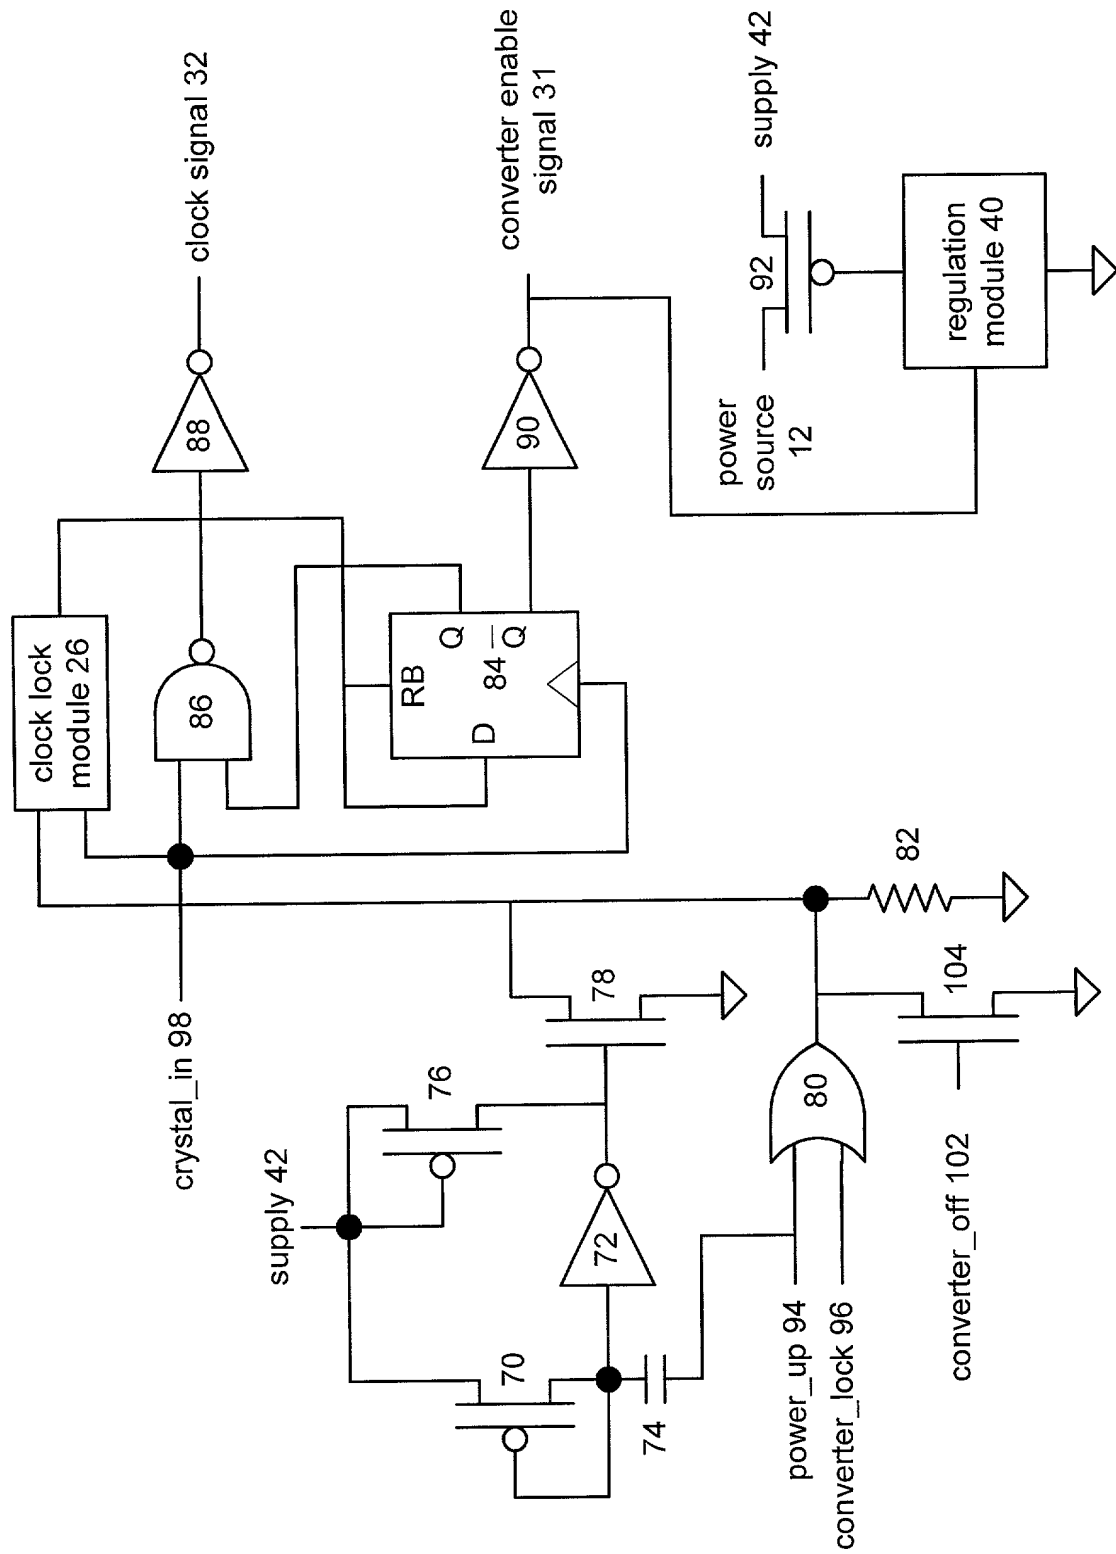 clock lock
module 26
crystal_in 98
86
88
clock signal 32
supply 42
76
70
72
74
78
RB
D
Q
84
Q̅
90
converter enable
signal 31
power_up 94
converter_lock 96
80
82
converter_off 102
104
power
source
12
92
supply 42
regulation
module 40